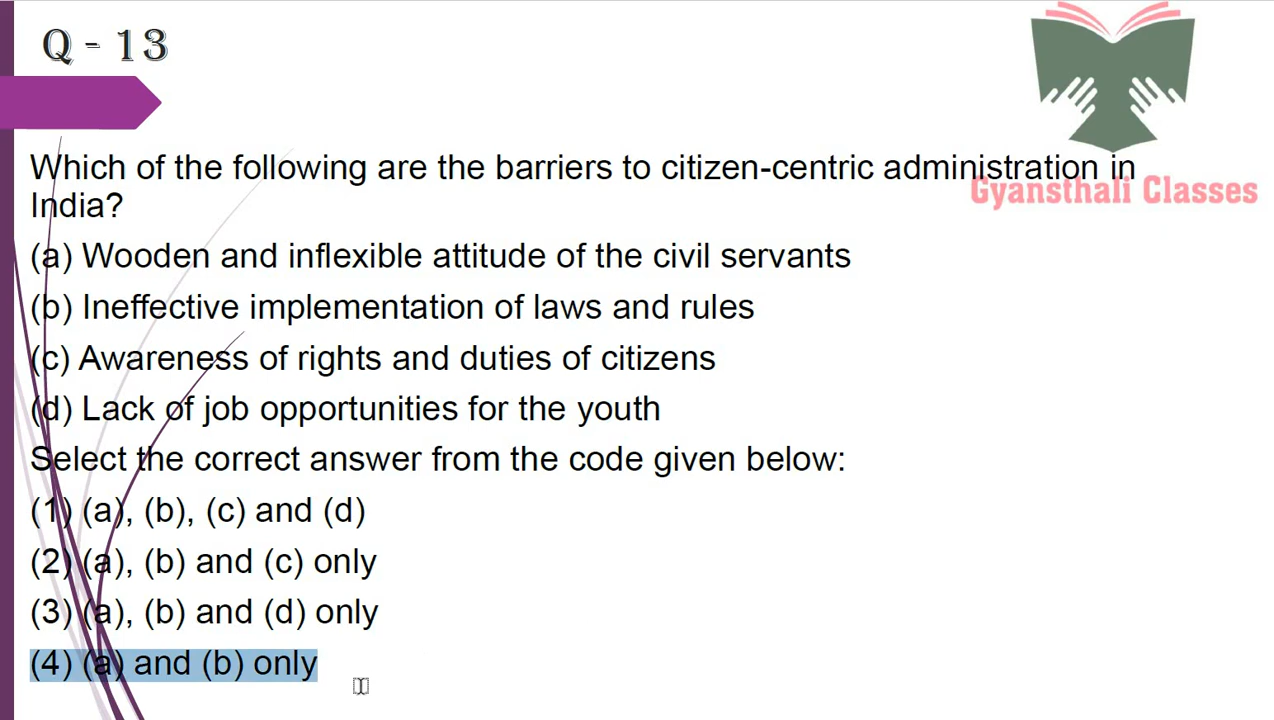 Q - 13
Which of the following are the barriers to citizen-centric administration in
India?
Gyansthali Classes
(a) Wooden and inflexible attitude of the civil servants
(b) Ineffective implementation of laws and rules
(c) Awareness of rights and duties of citizens
(d) Lack of job opportunities for the youth
Select the correct answer from the code given below:
(1) (a), (b), (c) and (d)
(2) (a), (b) and (c) only
(3) (a), (b) and (d) only
(4) (a) and (b) only